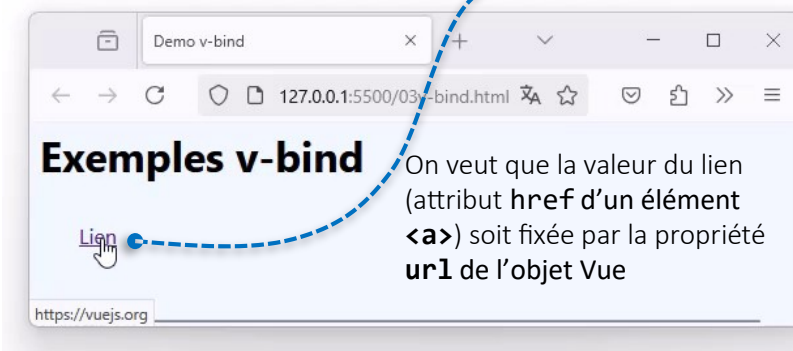 Demo v-bind
127.0.0.1:5500/03v-bind.html
Exemples v-bind
On veut que la valeur du lien
(attribut href d’un élément
<a>) soit fixée par la propriété
url de l’objet Vue
Lien
https://vuejs.org